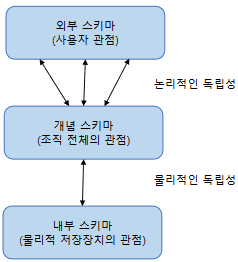 외부 스키마
(사용자 관점)
논리적인 독립성
개념 스키마
(조직 전체의 관점)
물리적인 독립성
내부 스키마
(물리적 저장장치의 관점)